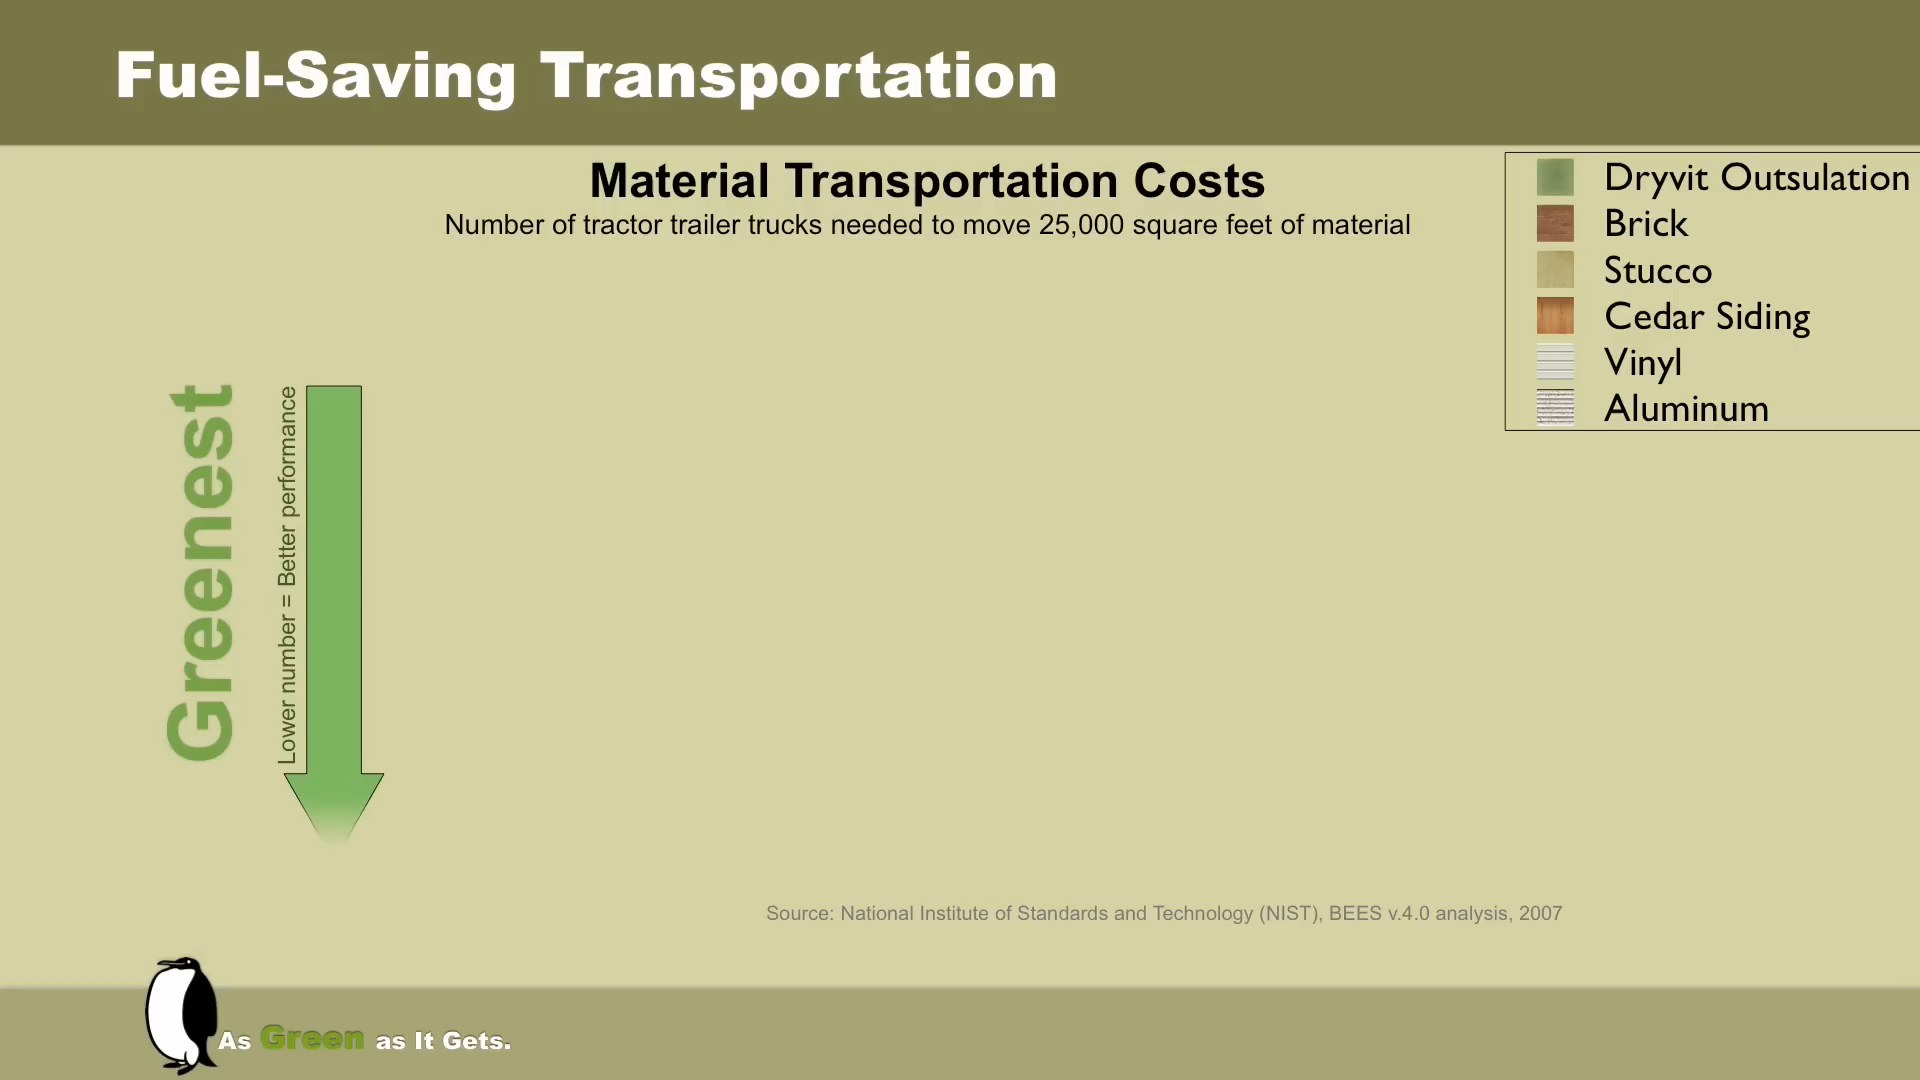 Fuel-Saving Transportation
Material Transportation Costs
Number of tractor trailer trucks needed to move 25,000 square feet of material
Dryvit Outsulation
Brick
Stucco
Cedar Siding
Vinyl
Aluminum
Greenest
Lower number = Better performance
Source: National Institute of Standards and Technology (NIST), BEES v.4.0 analysis, 2007
As Green as It Gets.